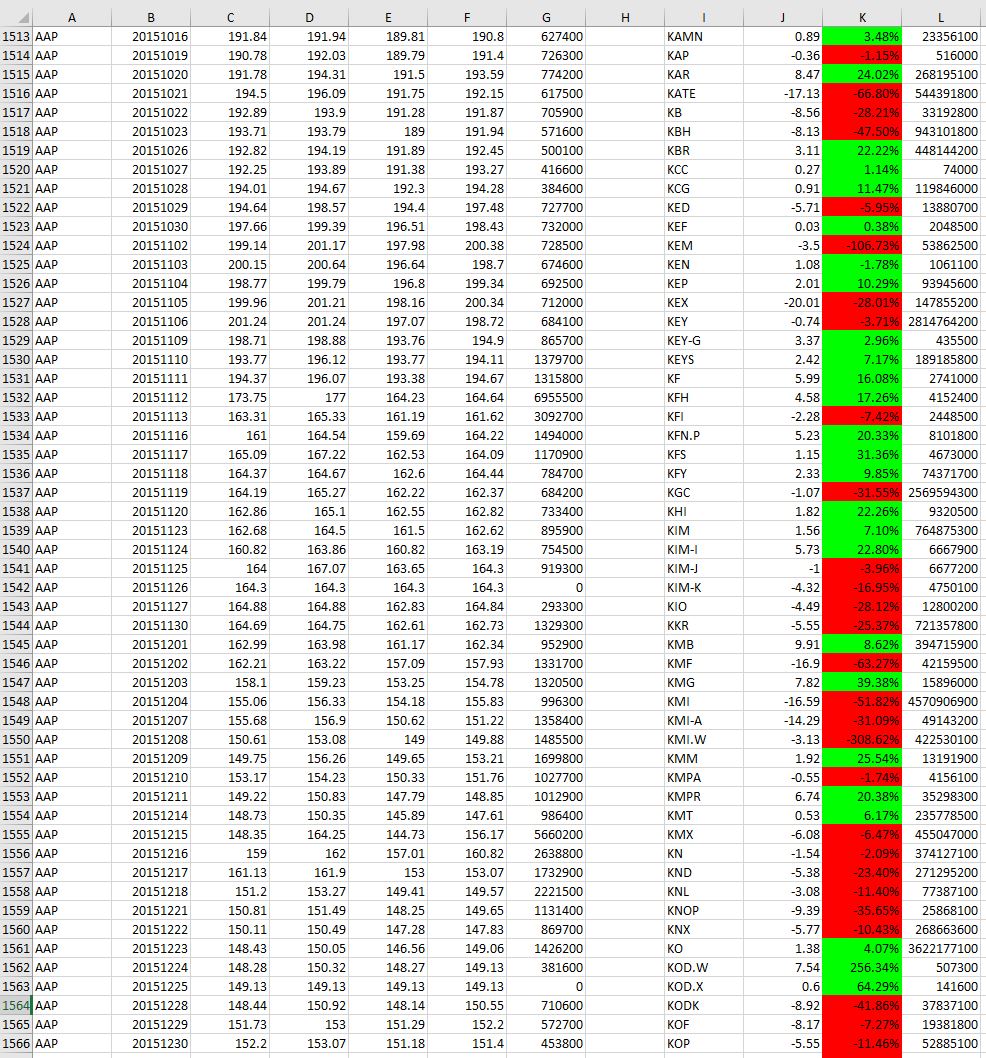 A B C D E F G H I J K L
1513 AAP 20151016 191.84 191.94 189.81 190.8 627400 KAMN 0.89 3.48% 23356100
1514 AAP 20151019 190.78 192.03 189.79 191.4 726300 KAP -0.36 -1.15% 516000
1515 AAP 20151020 191.78 194.31 191.5 193.59 774200 KAR 8.47 24.02% 268195100
1516 AAP 20151021 194.5 196.09 191.75 192.15 617500 KATE -17.13 -66.80% 544391800
1517 AAP 20151022 192.89 193.9 191.28 191.87 705900 KB -8.56 -28.21% 33192800
1518 AAP 20151023 193.71 193.79 189 191.94 571600 KBH -8.13 -47.50% 943101800
1519 AAP 20151026 192.82 194.19 191.89 192.45 500100 KBR 3.11 22.22% 448144200
1520 AAP 20151027 192.25 193.89 191.38 193.27 416600 KCC 0.27 1.14% 74000
1521 AAP 20151028 194.01 194.67 192.3 194.28 384600 KCG 0.91 11.47% 119846000
1522 AAP 20151029 194.64 198.57 194.4 197.48 727700 KED -5.71 -5.95% 13880700
1523 AAP 20151030 197.66 199.39 196.51 198.43 732000 KEF 0.03 0.38% 2048500
1524 AAP 20151102 199.14 201.17 197.98 200.38 728500 KEM -3.5 -106.73% 53862500
1525 AAP 20151103 200.15 200.64 196.64 198.7 674600 KEN 1.08 -1.78% 1061100
1526 AAP 20151104 198.77 199.79 196.8 199.34 692500 KEP 2.01 10.29% 93945600
1527 AAP 20151105 199.96 201.21 198.16 200.34 712000 KEX -20.01 -28.01% 147855200
1528 AAP 20151106 201.24 201.24 197.07 198.72 684100 KEY -0.74 -3.71% 2814764200
1529 AAP 20151109 198.71 198.88 193.76 194.9 865700 KEY-G 3.37 2.96% 435500
1530 AAP 20151110 193.77 196.12 193.77 194.11 1379700 KEYS 2.42 7.17% 189185800
1531 AAP 20151111 194.37 196.07 193.38 194.67 1315800 KF 5.99 16.08% 2741000
1532 AAP 20151112 173.75 177 164.23 164.64 6955500 KFH 4.58 17.26% 4152400
1533 AAP 20151113 163.31 165.33 161.19 161.62 3092700 KFI -2.28 -7.42% 2448500
1534 AAP 20151116 161 164.54 159.69 164.22 1494000 KFN.P 5.23 20.33% 8101800
1535 AAP 20151117 165.09 167.22 162.53 164.09 1170900 KFS 1.15 31.36% 4673000
1536 AAP 20151118 164.37 164.67 162.6 164.44 784700 KFY 2.33 9.85% 74371700
1537 AAP 20151119 164.19 165.27 162.22 162.37 684200 KGC -1.07 -31.55% 2569594300
1538 AAP 20151120 162.86 165.1 162.55 162.82 733400 KHI 1.82 22.26% 9320500
1539 AAP 20151123 162.68 164.5 161.5 162.62 895900 KIM 1.56 7.10% 764875300
1540 AAP 20151124 160.82 163.86 160.82 163.19 754500 KIM-I 5.73 22.80% 6667900
1541 AAP 20151125 164 167.07 163.65 164.3 919300 KIM-J -1 -3.96% 6677200
1542 AAP 20151126 164.3 164.3 164.3 164.3 0 KIM-K -4.32 -16.95% 4750100
1543 AAP 20151127 164.88 164.88 162.83 164.84 293300 KIO -4.49 -28.12% 12800200
1544 AAP 20151130 164.69 164.75 162.61 162.73 1329300 KKR -5.55 -25.37% 721357800
1545 AAP 20151201 162.99 163.98 161.17 162.34 952900 KMB 9.91 8.62% 394715900
1546 AAP 20151202 162.21 163.22 157.09 157.93 1331700 KMF -16.9 -63.27% 42159500
1547 AAP 20151203 158.1 159.23 153.25 154.78 1320500 KMG 7.82 39.38% 15896000
1548 AAP 20151204 155.06 156.33 154.18 155.83 996300 KMI -16.59 -51.82% 4570906900
1549 AAP 20151207 155.68 156.9 150.62 151.22 1358400 KMI-A -14.29 -31.09% 49143200
1550 AAP 20151208 150.61 153.08 149 149.88 1485500 KMI.W -3.13 -308.62% 422530100
1551 AAP 20151209 149.75 156.26 149.65 153.21 1699800 KMM 1.92 25.54% 13191900
1552 AAP 20151210 153.17 154.23 150.33 151.76 1027700 KMPA -0.55 -1.74% 4156100
1553 AAP 20151211 149.22 150.83 147.79 148.85 1012900 KMPR 6.74 20.38% 35298300
1554 AAP 20151214 148.73 150.35 145.89 147.61 986400 KMT 0.53 6.17% 235778500
1555 AAP 20151215 148.35 164.25 144.73 156.17 5660200 KMX -6.08 -6.47% 455047000
1556 AAP 20151216 159 162 157.01 160.82 2638800 KN -1.54 -2.09% 374127100
1557 AAP 20151217 161.13 161.9 153 153.07 1732900 KND -5.38 -23.40% 271295200
1558 AAP 20151218 151.2 153.27 149.41 149.57 2221500 KNL -3.08 -11.40% 77387100
1559 AAP 20151221 150.81 151.49 148.25 149.65 1131400 KNOP -9.39 -35.65% 25868100
1560 AAP 20151222 150.11 150.49 147.28 147.83 869700 KNX -5.77 -10.43% 268663600
1561 AAP 20151223 148.43 150.05 146.56 149.06 1426200 KO 1.38 4.07% 3622177100
1562 AAP 20151224 148.28 150.32 148.27 149.13 381600 KOD.W 7.54 256.34% 507300
1563 AAP 20151225 149.13 149.13 149.13 149.13 0 KOD.X 0.6 64.29% 141600
1564 AAP 20151228 148.44 150.92 148.14 150.55 710600 KODK -8.92 -41.86% 37837100
1565 AAP 20151229 151.73 153 151.29 152.2 572700 KOF -8.17 -7.27% 19381800
1566 AAP 20151230 152.2 153.07 151.18 151.4 453800 KOP -5.55 -11.46% 52885100